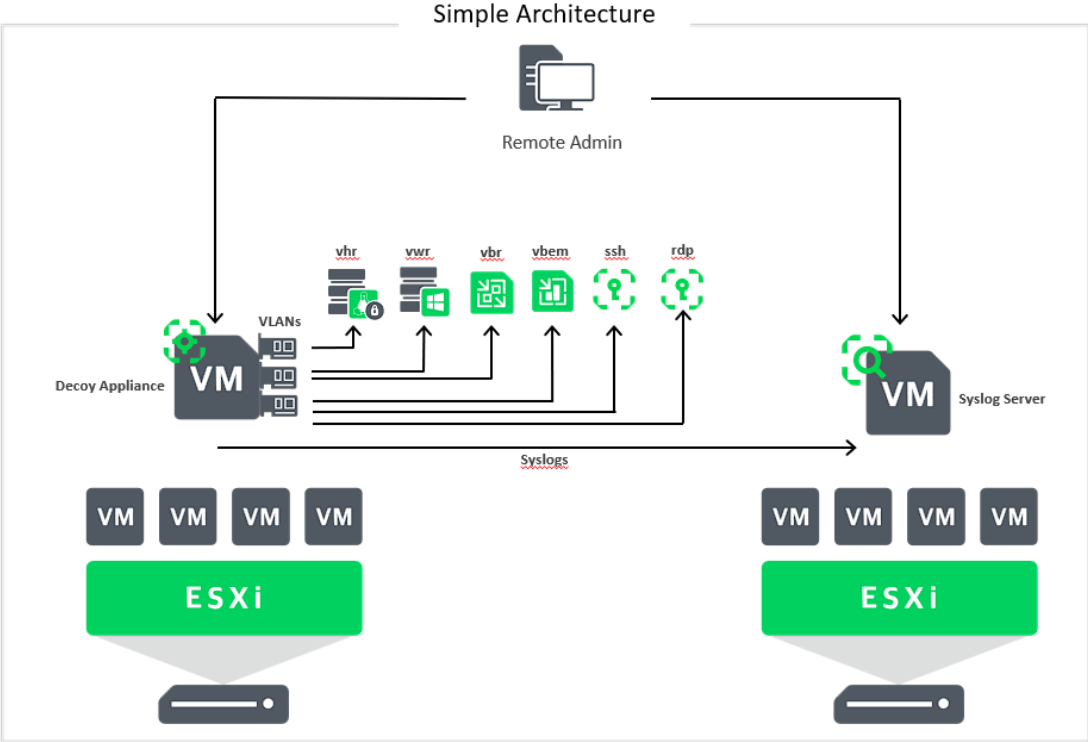 Simple Architecture
Remote Admin
vhr
vwr
vbr
vbem
ssh
rdp
VLANs
VM
Decoy Appliance
VM
Syslog Server
Syslogs
VM VM VM VM
VM VM VM VM
ESXi
ESXi